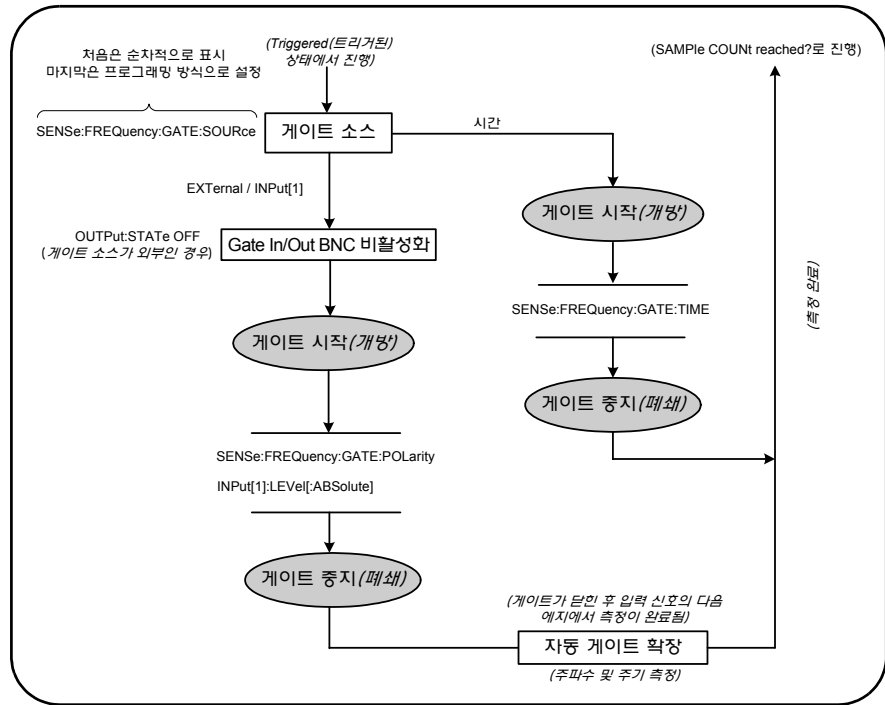 처음은 순차적으로 표시
마지막은 프로그래밍 방식으로 설정
(Triggered(트리거된)
상태에서 진행)
(SAMPle COUNt reached?로 진행)
SENSe:FREQuency:GATE:SOURce
게이트 소스
시간
EXTernal / INPut[1]
게이트 시작(개방)
OUTPut:STATe OFF
(게이트 소스가 외부인 경우)
Gate In/Out BNC 비활성화
SENSe:FREQuency:GATE:TIME
(측정 완료)
게이트 시작(개방)
게이트 중지(폐쇄)
SENSe:FREQuency:GATE:POLarity
INPut[1]:LEVel[:ABSolute]
게이트 중지(폐쇄)
(게이트가 닫힌 후 입력 신호의 다음
에지에서 측정이 완료됨)
자동 게이트 확장
(주파수 및 주기 측정)